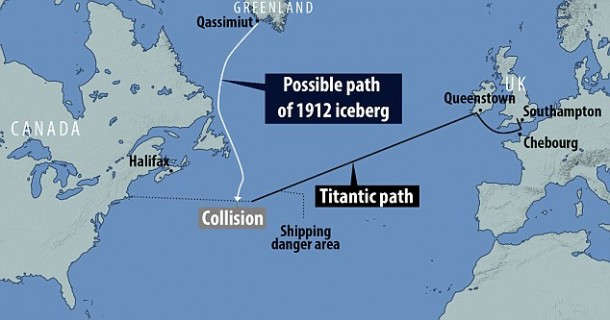 GREENLAND
Qassimiut
Possible path
of 1912 iceberg
UK
Queenstown
Southampton
Chebourg
CANADA
Halifax
Titantic path
Collision
Shipping
danger area